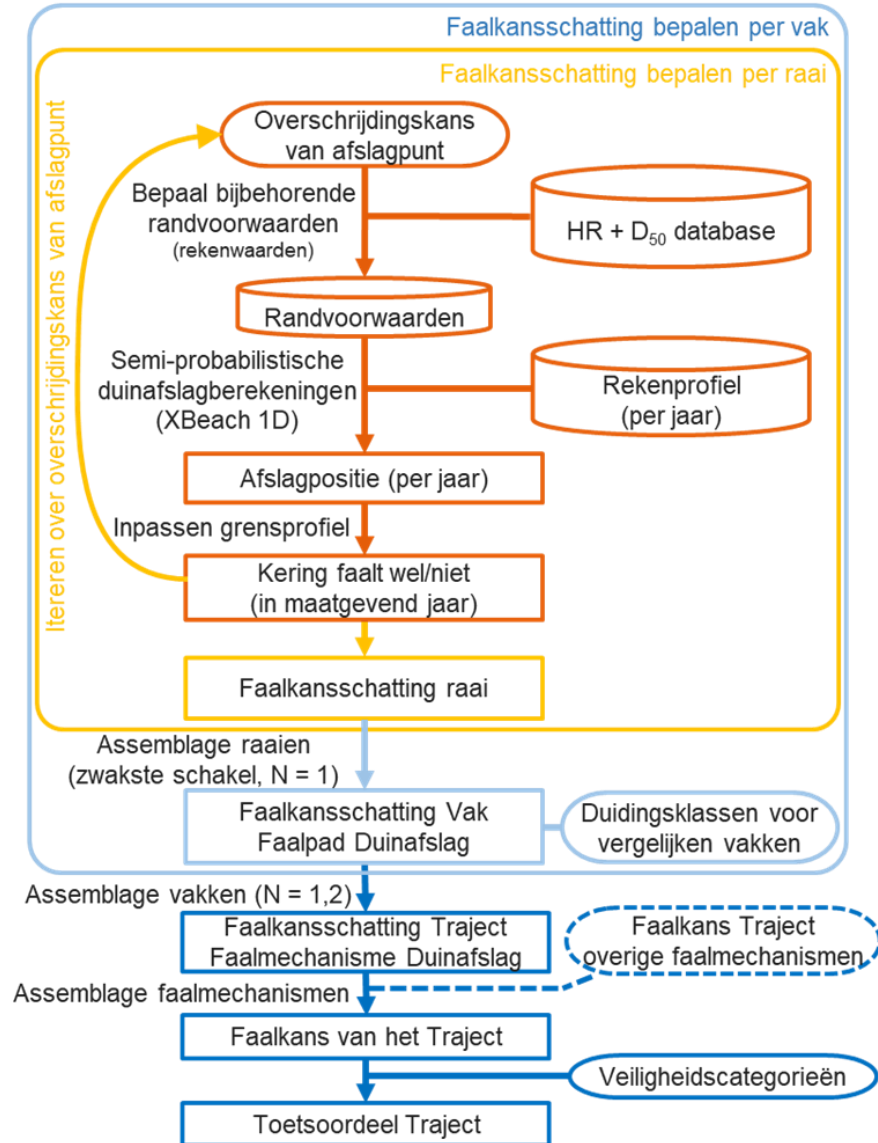 Faalkansschatting bepalen per vak
Faalkansschatting bepalen per raai
Itereren over overschrijdingskans van afslagpunt
Overschrijdingskans
van afslagpunt
Bepaal bijbehorende
randvoorwaarden
(rekenwaarden)
HR + D₅₀ database
Randvoorwaarden
Semi-probabilistische
duinafslagberekeningen
(XBeach 1D)
Rekenprofiel
(per jaar)
Afslagpositie (per jaar)
Inpassen grensprofiel
Kering faalt wel/niet
(in maatgevend jaar)
Faalkansschatting raai
Assemblage raaien
(zwakste schakel, N = 1)
Faalkansschatting Vak
Faalpad Duinafslag
Duidingsklassen voor
vergelijken vakken
Assemblage vakken (N = 1,2)
Faalkansschatting Traject
Faalmechanisme Duinafslag
Faalkans Traject
overige faalmechanismen
Assemblage faalmechanismen
Faalkans van het Traject
Veiligheidscategorieën
Toetsoordeel Traject